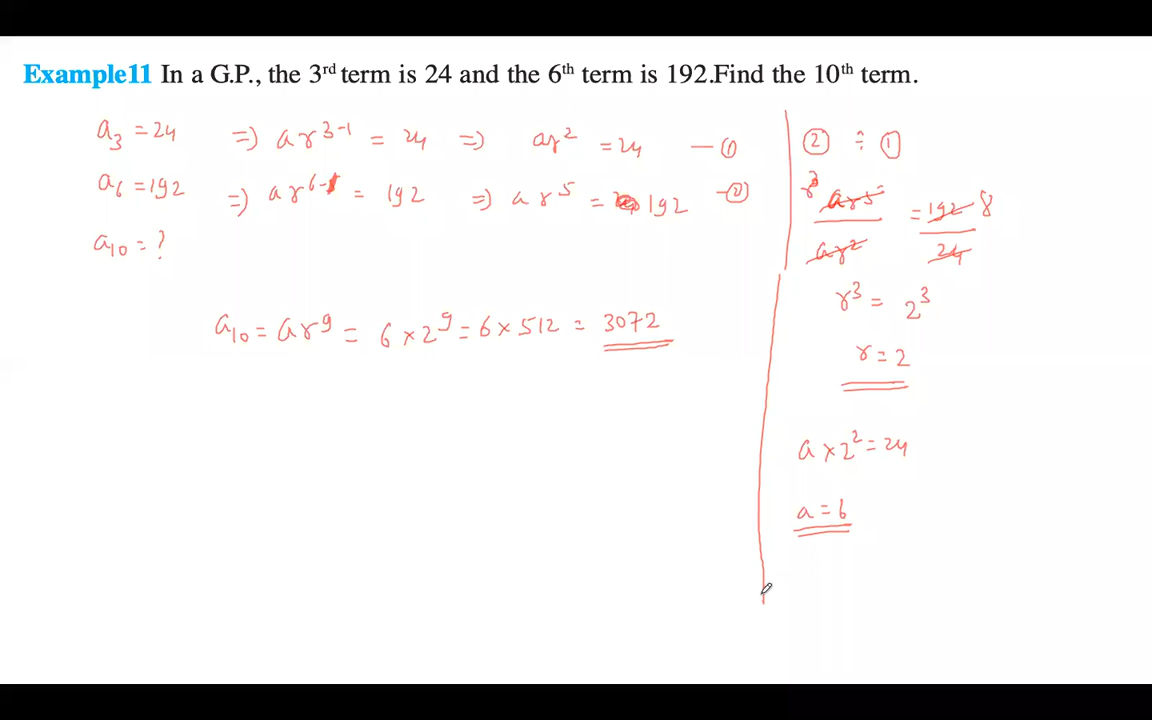 Example11 In a G.P., the 3rd term is 24 and the 6th term is 192.Find the 10th term.
a₃ = 24 ⇒ ar³⁻¹ = 24 ⇒ ar² = 24 — ①
a₆ = 192 ⇒ ar⁶⁻¹ = 192 ⇒ ar⁵ = 192 — ②
a₁₀ = ?
a₁₀ = ar⁹ = 6 × 2⁹ = 6 × 512 = 3072
② ÷ ①
r³ ar⁵ / ar² = 192 / 24 8
r³ = 2³
r = 2
a × 2² = 24
a = 6